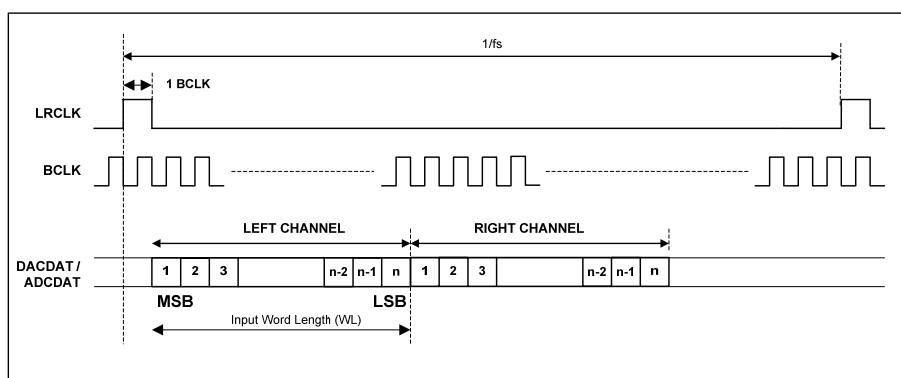 1/fs
1 BCLK
LRCLK
BCLK
LEFT CHANNEL
RIGHT CHANNEL
DACDAT /
ADCDAT
1 2 3 n-2 n-1 n 1 2 3 n-2 n-1 n
MSB
LSB
Input Word Length (WL)